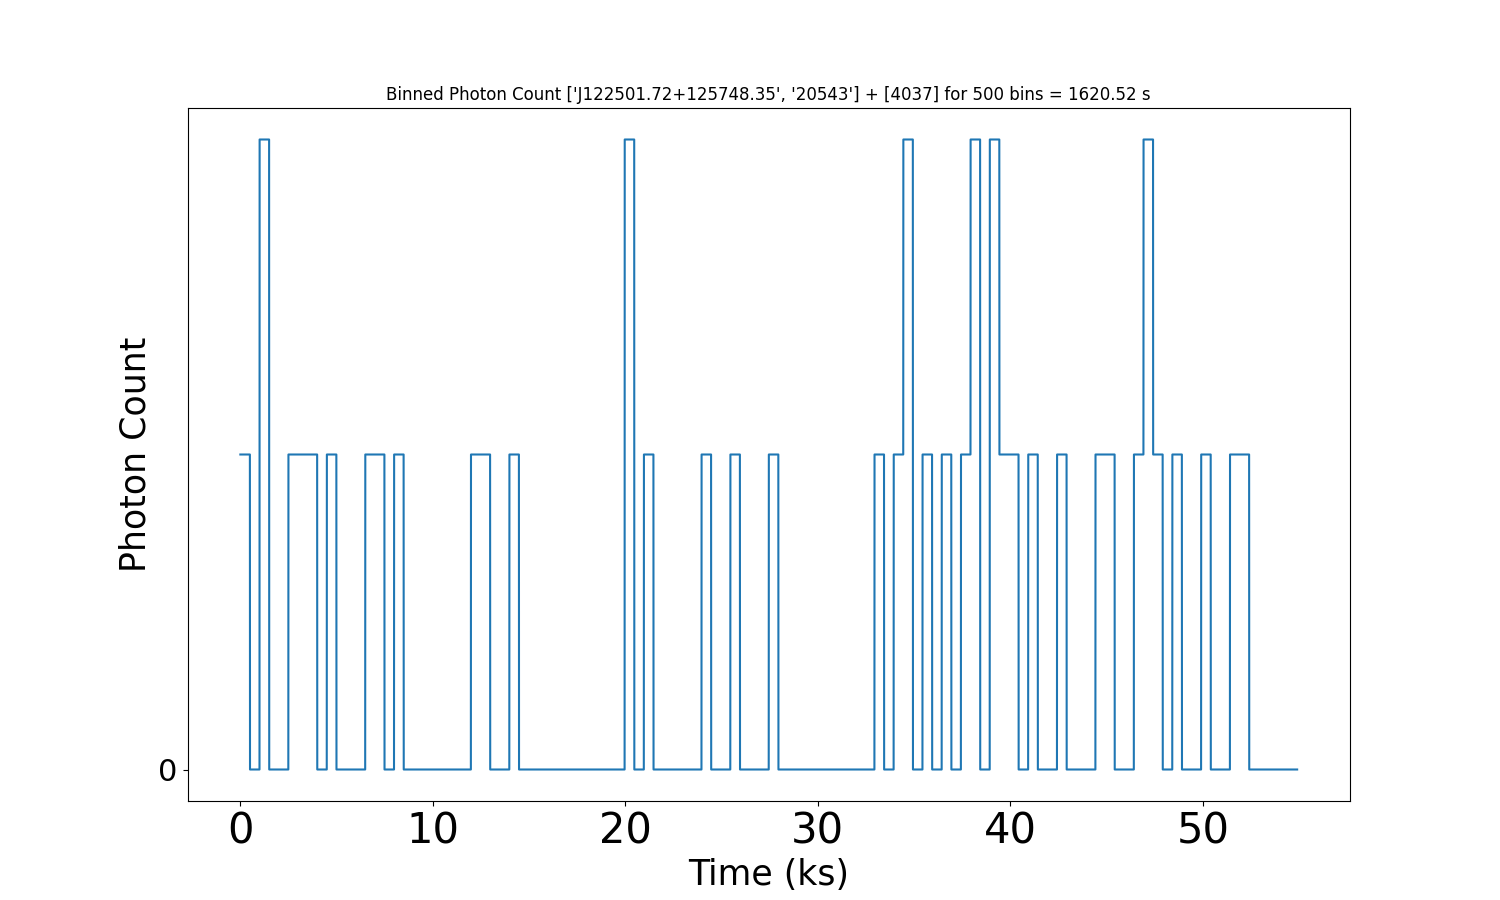 Binned Photon Count ['J122501.72+125748.35', '20543'] + [4037] for 500 bins = 1620.52 s
Photon Count
0
0 10 20 30 40 50
Time (ks)